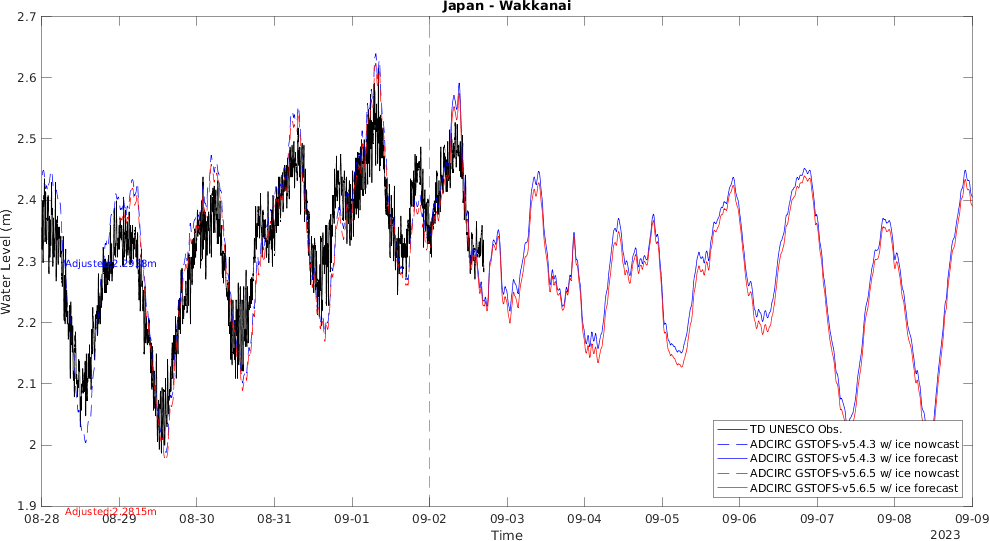 Japan - Wakkanai
2.7
2.6
2.5
2.4
2.3
2.2
2.1
2
1.9
Water Level (m)
Adjusted:2.2938m
Adjusted:2.2815m
TD UNESCO Obs.
ADCIRC GSTOFS-v5.4.3 w/ ice nowcast
ADCIRC GSTOFS-v5.4.3 w/ ice forecast
ADCIRC GSTOFS-v5.6.5 w/ ice nowcast
ADCIRC GSTOFS-v5.6.5 w/ ice forecast
08-28 08-29 08-30 08-31 09-01 09-02 09-03 09-04 09-05 09-06 09-07 09-08 09-09
Time
2023